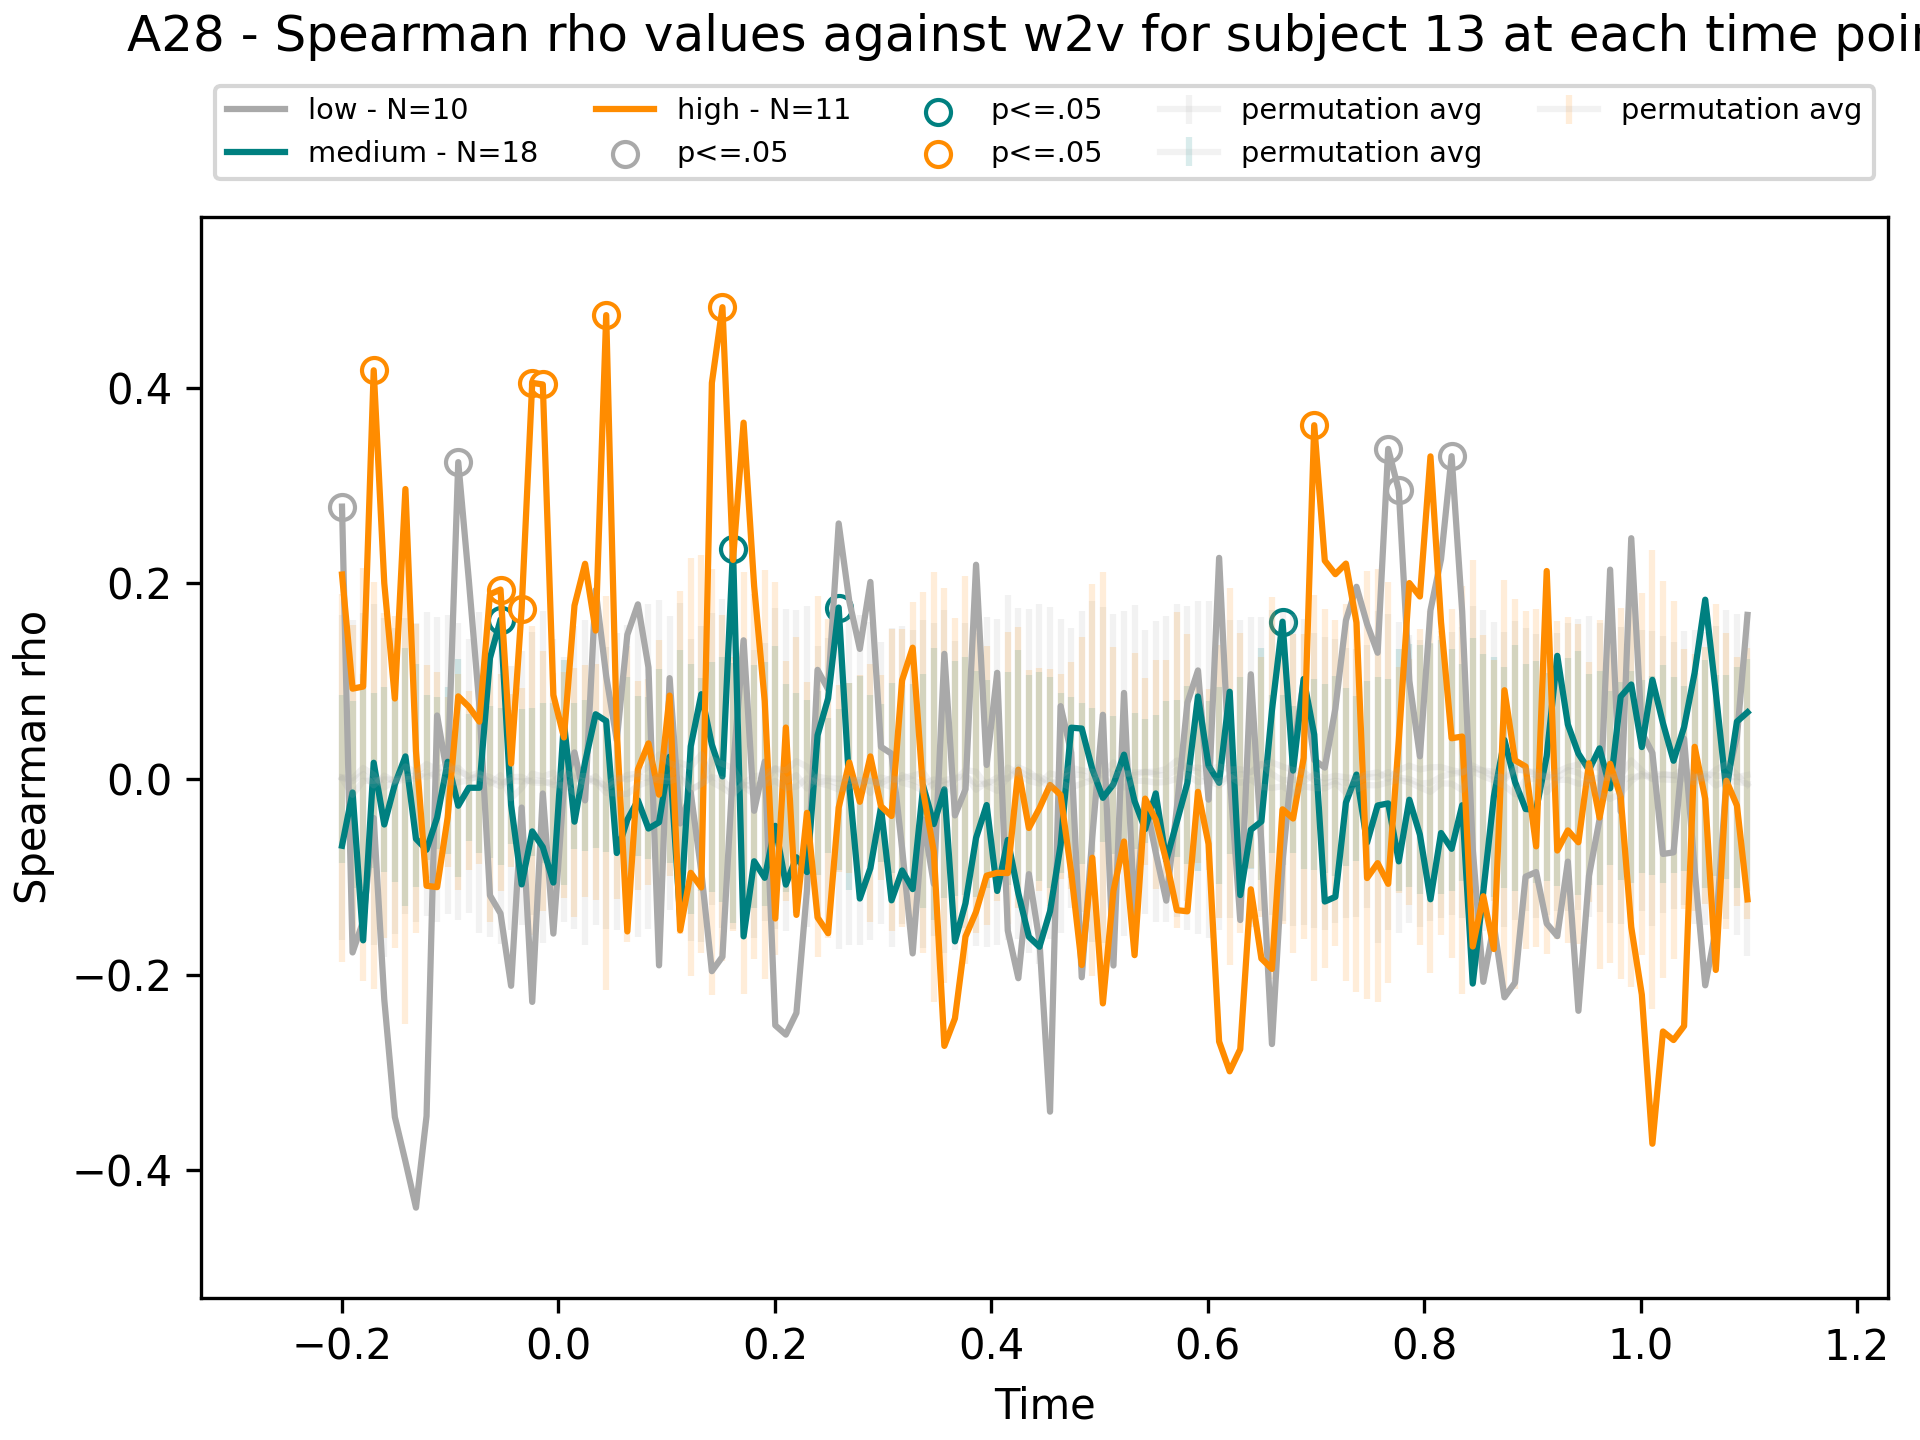 A28 - Spearman rho values against w2v for subject 13 at each time poi
low - N=10
medium - N=18
high - N=11
p<=.05
p<=.05
p<=.05
permutation avg
permutation avg
permutation avg
Spearman rho
0.4
0.2
0.0
−0.2
−0.4
−0.2 0.0 0.2 0.4 0.6 0.8 1.0 1.2
Time